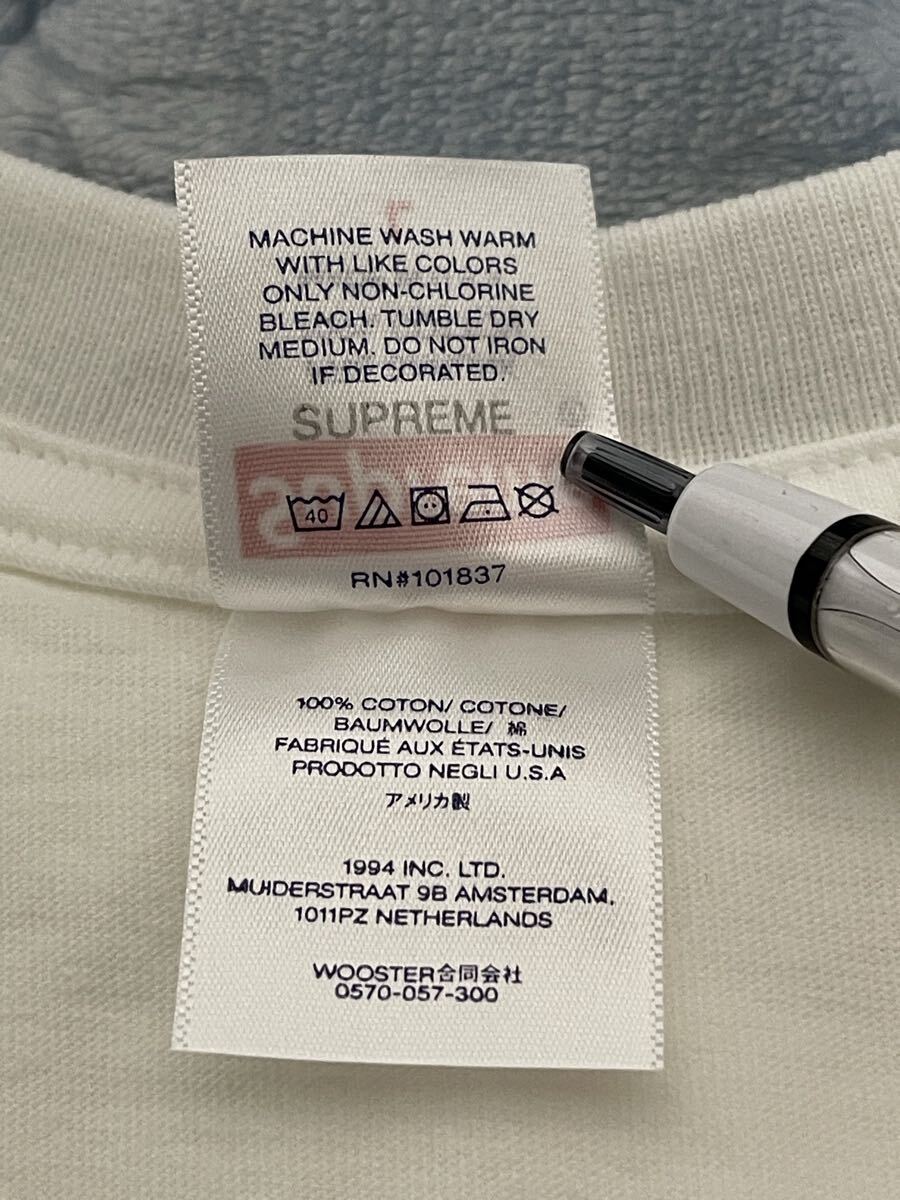 MACHINE WASH WARM
WITH LIKE COLORS
ONLY NON-CHLORINE
BLEACH. TUMBLE DRY
MEDIUM. DO NOT IRON
IF DECORATED.
SUPREME
40
RN#101837
100% COTON/ COTONE/
BAUMWOLLE/ 綿
FABRIQUÉ AUX ÉTATS-UNIS
PRODOTTO NEGLI U.S.A
アメリカ製
1994 INC. LTD.
MUIDERSTRAAT 9B AMSTERDAM,
1011PZ NETHERLANDS
WOOSTER合同会社
0570-057-300